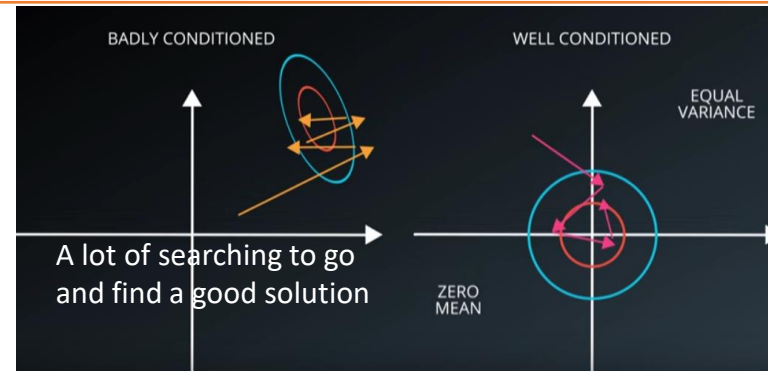 BADLY CONDITIONED
A lot of searching to go
and find a good solution
WELL CONDITIONED
EQUAL
VARIANCE
ZERO
MEAN